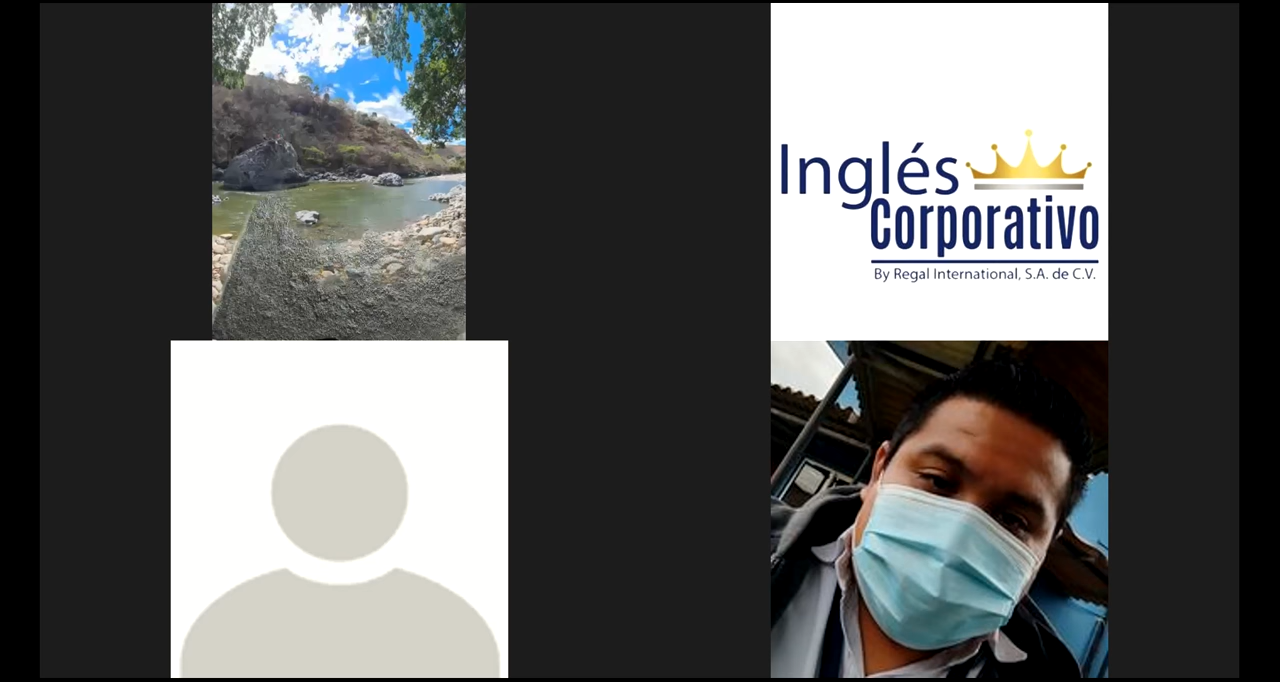 Inglés
Corporativo
By Regal International, S.A. de C.V.